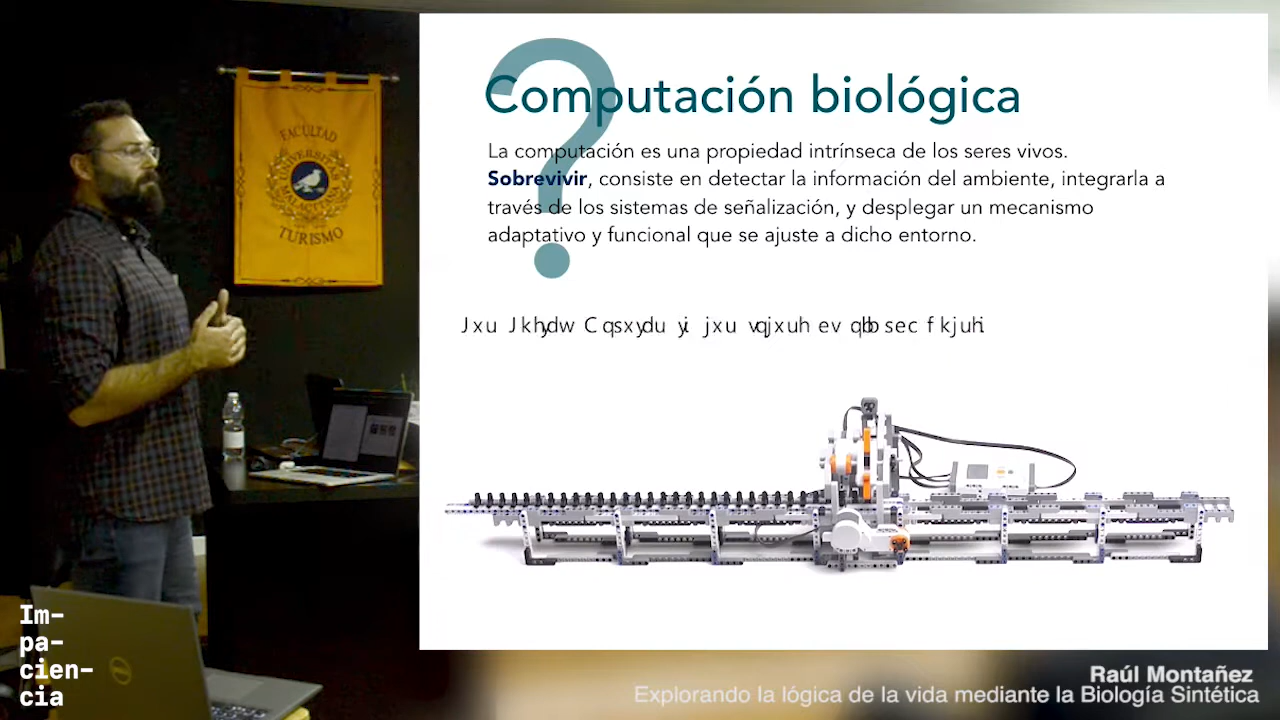 FACULTAD
TURISMO
Computación biológica
La computación es una propiedad intrínseca de los seres vivos.
Sobrevivir, consiste en detectar la información del ambiente, integrarla a
través de los sistemas de señalización, y desplegar un mecanismo
adaptativo y funcional que se ajuste a dicho entorno.
Jxu Jkhydw Cqsxydu yi jxu vqjxuh ev qbb secfkjuhi
Im-
pa-
cien-
cia
Raúl Montañez
Explorando la lógica de la vida mediante la Biología Sintética